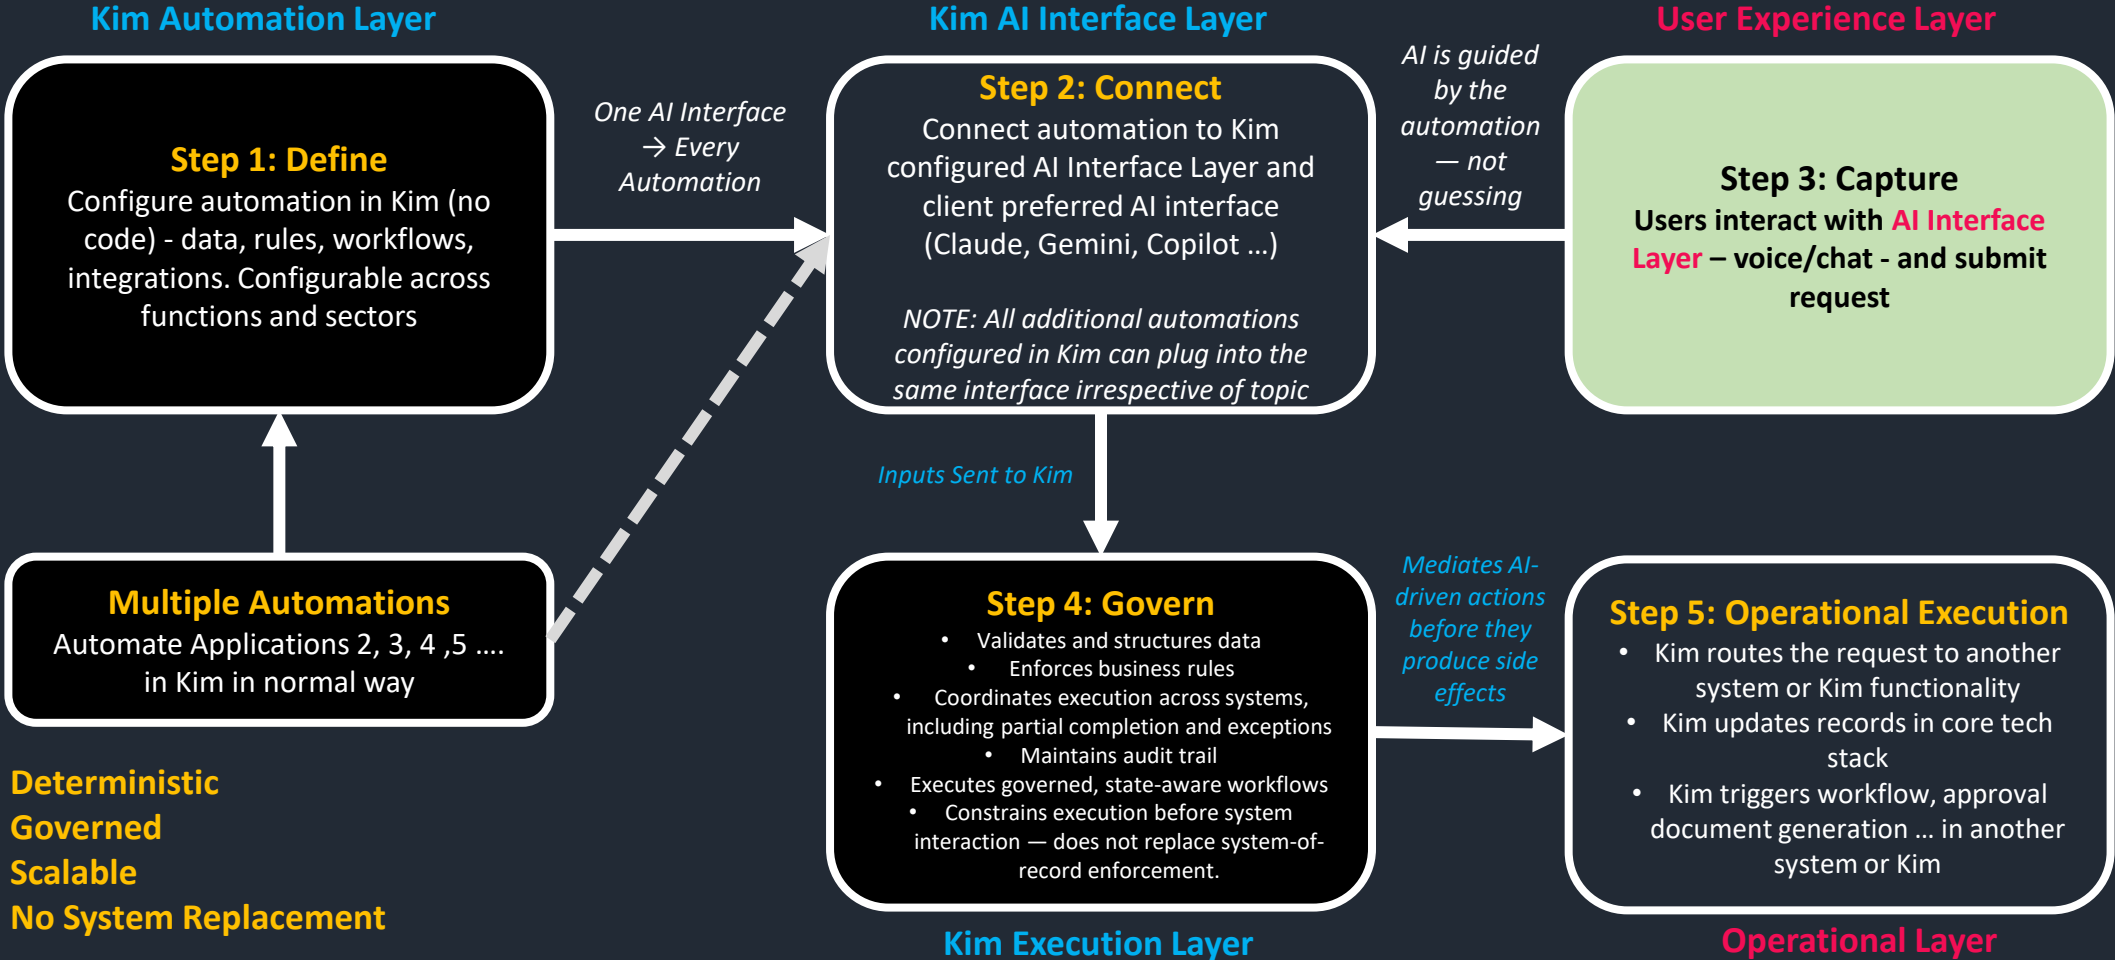 Kim Automation Layer
Kim AI Interface Layer
User Experience Layer
Step 1: Define
Configure automation in Kim (no
code) - data, rules, workflows,
integrations. Configurable across
functions and sectors
One AI Interface
→ Every
Automation
Step 2: Connect
Connect automation to Kim
configured AI Interface Layer and
client preferred AI interface
(Claude, Gemini, Copilot ...)
NOTE: All additional automations
configured in Kim can plug into the
same interface irrespective of topic
AI is guided
by the
automation
— not
guessing
Step 3: Capture
Users interact with AI Interface
Layer – voice/chat - and submit
request
Inputs Sent to Kim
Multiple Automations
Automate Applications 2, 3, 4 ,5 ....
in Kim in normal way
Step 4: Govern
• Validates and structures data
• Enforces business rules
• Coordinates execution across systems,
including partial completion and exceptions
• Maintains audit trail
• Executes governed, state-aware workflows
• Constrains execution before system
interaction — does not replace system-of-
record enforcement.
Mediates AI-
driven actions
before they
produce side
effects
Step 5: Operational Execution
• Kim routes the request to another
system or Kim functionality
• Kim updates records in core tech
stack
• Kim triggers workflow, approval
document generation ... in another
system or Kim
Deterministic
Governed
Scalable
No System Replacement
Kim Execution Layer
Operational Layer